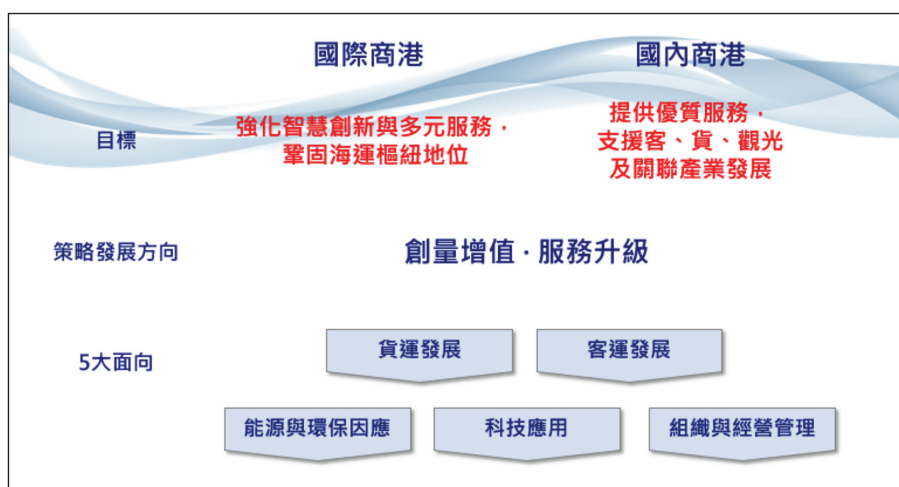 國際商港
國內商港
目標
強化智慧創新與多元服務，
鞏固海運樞紐地位
提供優質服務，
支援客、貨、觀光
及關聯產業發展
策略發展方向
創量增值·服務升級
5大面向
貨運發展
客運發展
能源與環保因應
科技應用
組織與經營管理